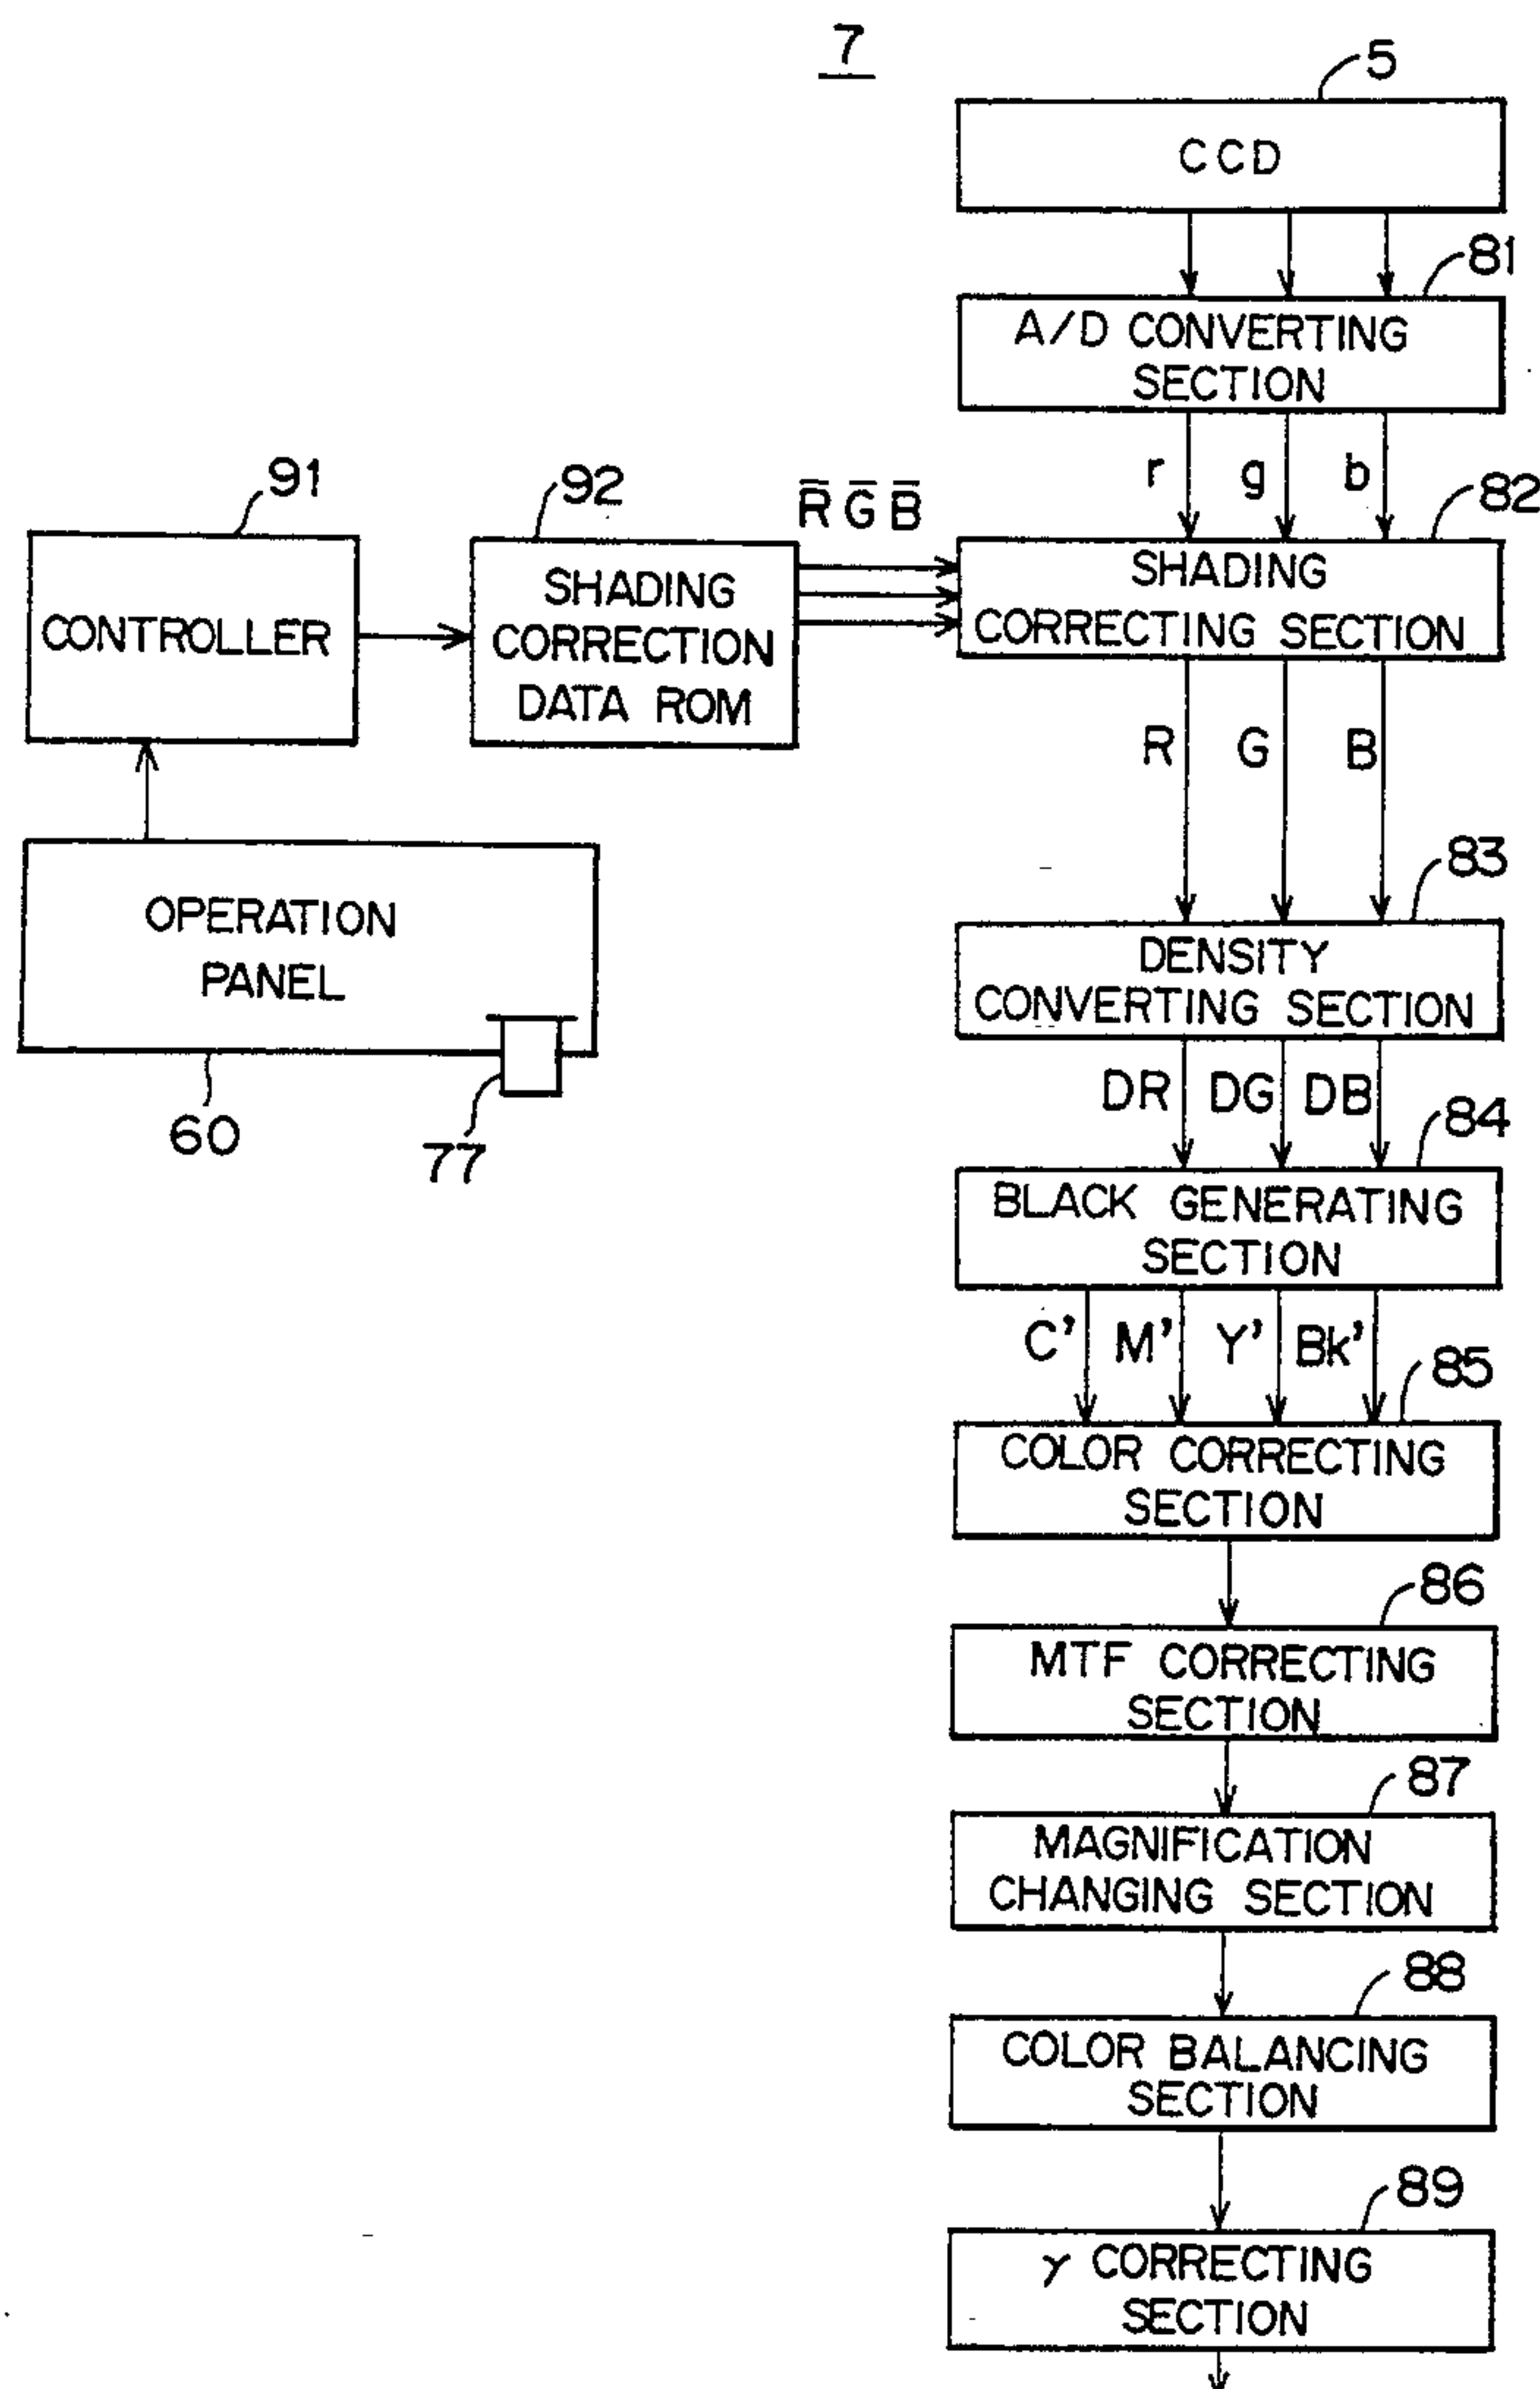 7
5
CCD
81
A/D CONVERTING
SECTION
r g b
91
92
R̅ G̅ B̅
82
CONTROLLER
SHADING
CORRECTION
DATA ROM
SHADING
CORRECTING SECTION
R G B
OPERATION
PANEL
60
77
83
DENSITY
CONVERTING SECTION
DR DG DB
84
BLACK GENERATING
SECTION
C' M' Y' Bk'
85
COLOR CORRECTING
SECTION
86
MTF CORRECTING
SECTION
87
MAGNIFICATION
CHANGING SECTION
88
COLOR BALANCING
SECTION
89
γ CORRECTING
SECTION